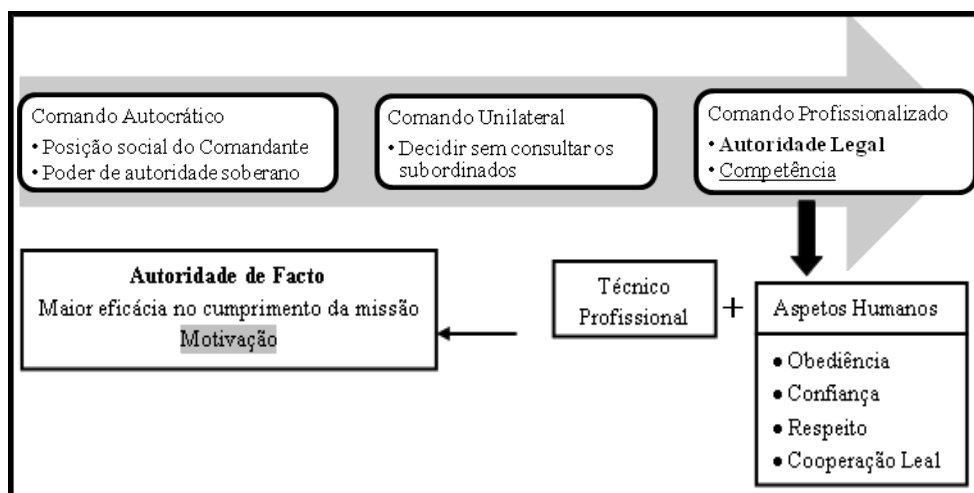 Comando Autocrático
• Posição social do Comandante
• Poder de autoridade soberano
Comando Unilateral
• Decidir sem consultar os
subordinados
Comando Profissionalizado
• Autoridade Legal
• Competência
Autoridade de Facto
Maior eficácia no cumprimento da missão
Motivação
Técnico
Profissional
+
Aspetos Humanos
● Obediência
● Confiança
● Respeito
● Cooperação Leal